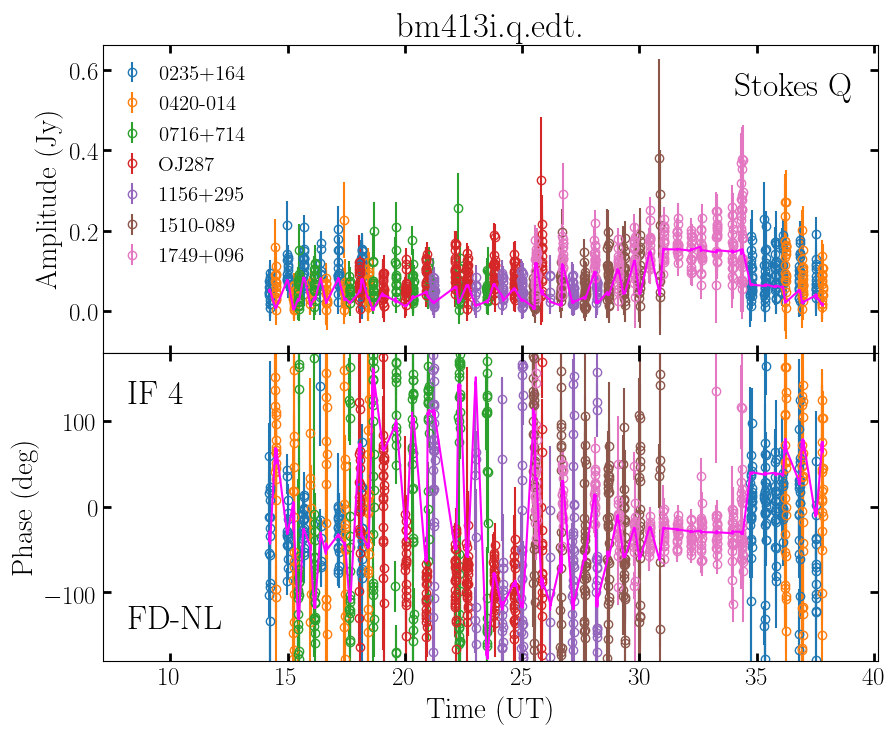 bm413i.q.edt.
Amplitude (Jy)
0.6
0.4
0.2
0.0
0235+164
0420-014
0716+714
OJ287
1156+295
1510-089
1749+096
Stokes Q
Phase (deg)
100
0
−100
IF 4
FD-NL
10
15
20
25
30
35
40
Time (UT)